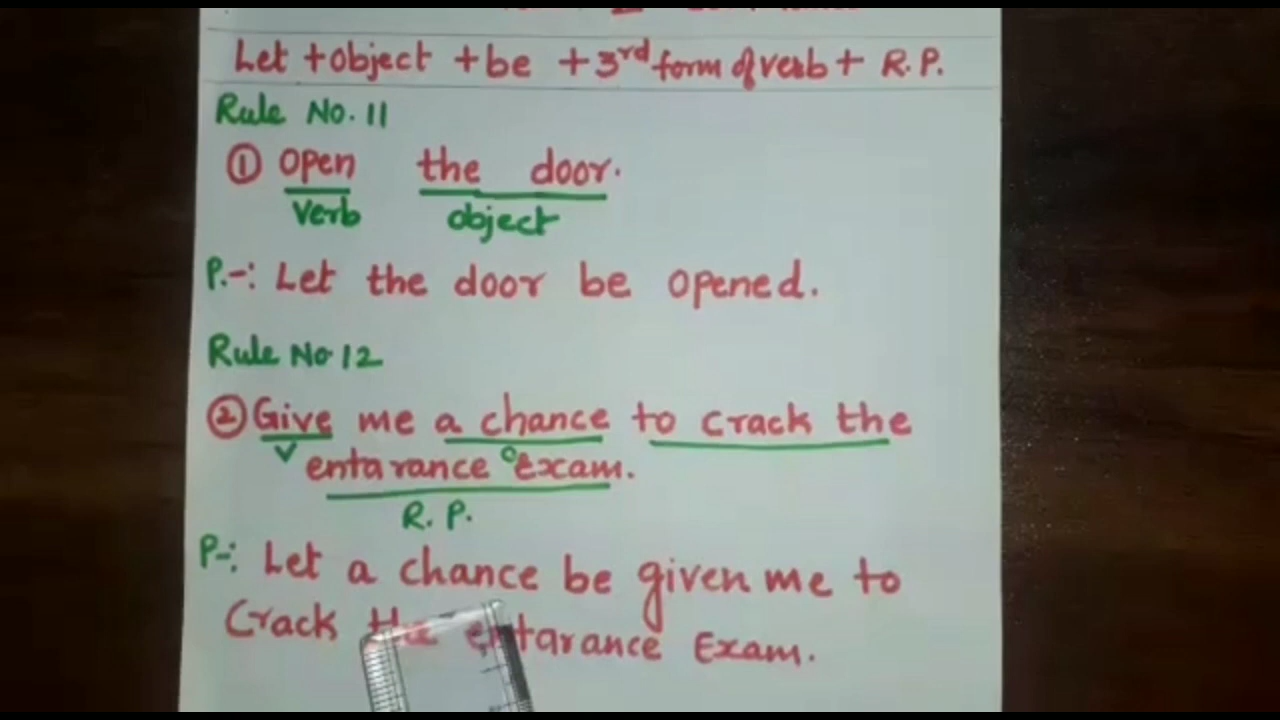 Let + object + be + 3rd form of verb + R.P.
Rule No. 11
① Open the door.
Verb object
P.-: Let the door be opened.
Rule No 12
② Give me a chance to crack the
V entarance O Exam.
R. P.
P-: Let a chance be given me to
Crack the entarance Exam.